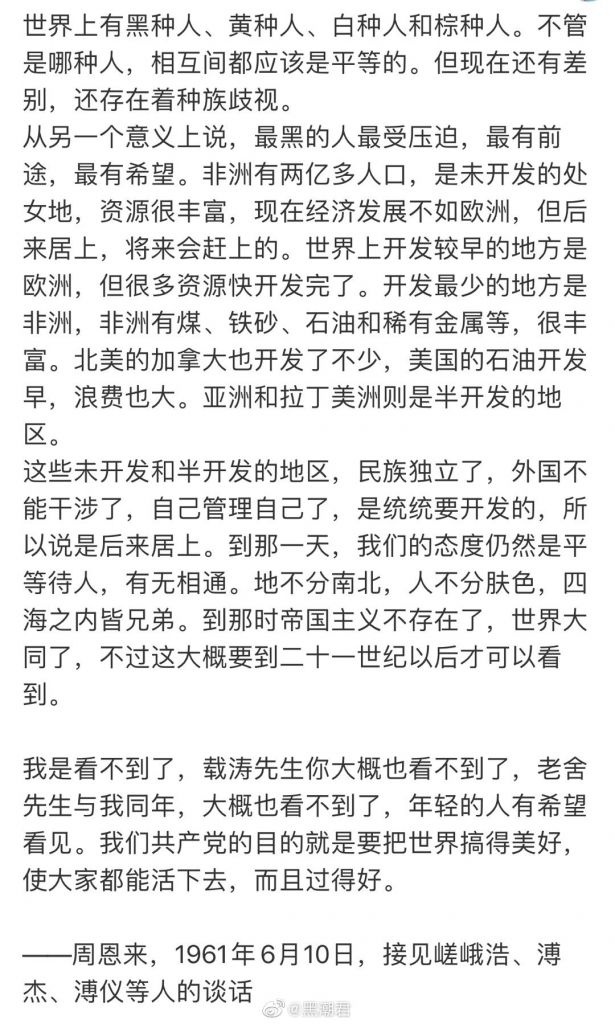 世界上有黑种人、黄种人、白种人和棕种人。不管
是哪种人，相互间都应该是平等的。但现在还有差
别，还存在着种族歧视。
从另一个意义上说，最黑的人最受压迫，最有前
途，最有希望。非洲有两亿多人口，是未开发的处
女地，资源很丰富，现在经济发展不如欧洲，但后
来居上，将来会赶上的。世界上开发较早的地方是
欧洲，但很多资源快开发完了。开发最少的地方是
非洲，非洲有煤、铁砂、石油和稀有金属等，很丰
富。北美的加拿大也开发了不少，美国的石油开发
早，浪费也大。亚洲和拉丁美洲则是半开发的地
区。
这些未开发和半开发的地区，民族独立了，外国不
能干涉了，自己管理自己了，是统统要开发的，所
以说是后来居上。到那一天，我们的态度仍然是平
等待人，有无相通。地不分南北，人不分肤色，四
海之内皆兄弟。到那时帝国主义不存在了，世界大
同了，不过这大概要到二十一世纪以后才可以看
到。
我是看不到了，载涛先生你大概也看不到了，老舍
先生与我同年，大概也看不到了，年轻的人有希望
看见。我们共产党的目的就是要把世界搞得美好，
使大家都能活下去，而且过得好。
——周恩来，1961年6月10日，接见嵯峨浩、溥
杰、溥仪等人的谈话
@黑潮君